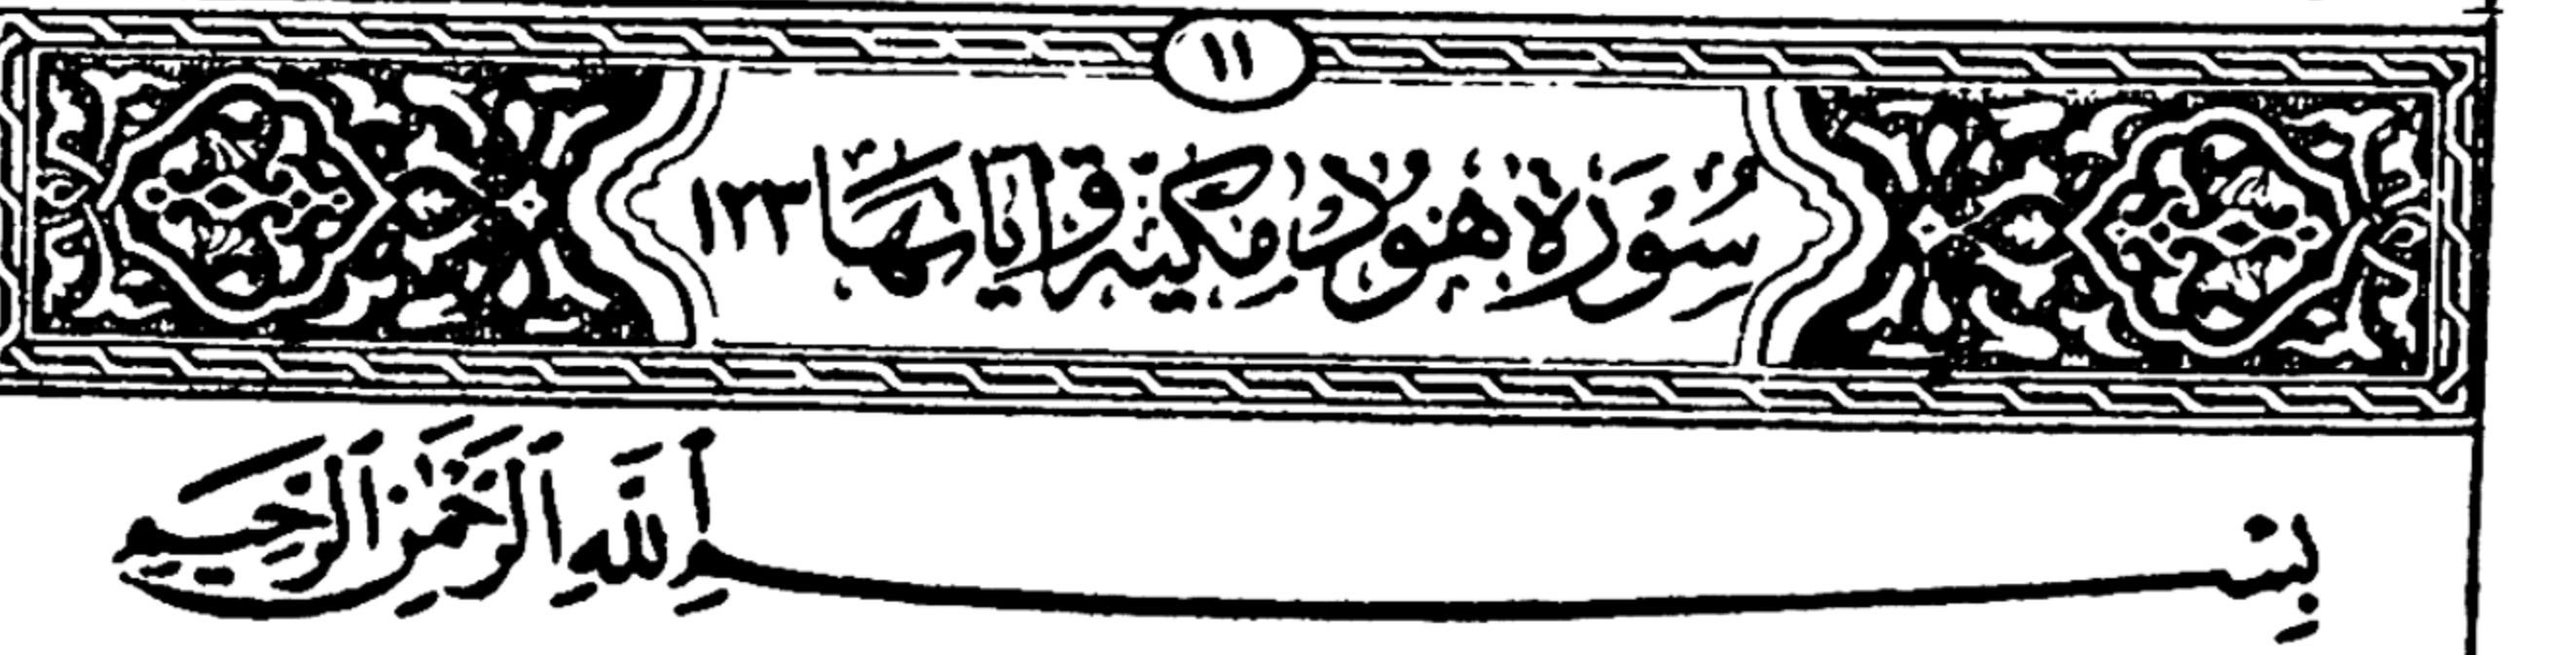 ١١
سُورَةُ هُودٍ مَكِّيَّةٌ وَآيَاتُهَا ١٢٣
بِسْمِ اللَّهِ الرَّحْمَٰنِ الرَّحِيمِ